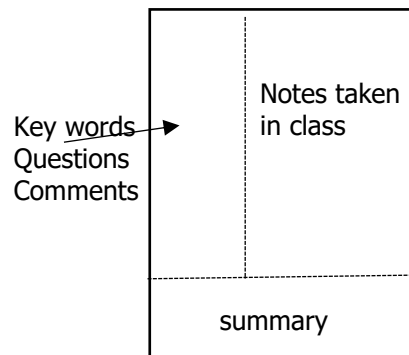 Key words
Questions
Comments
Notes taken
in class
summary